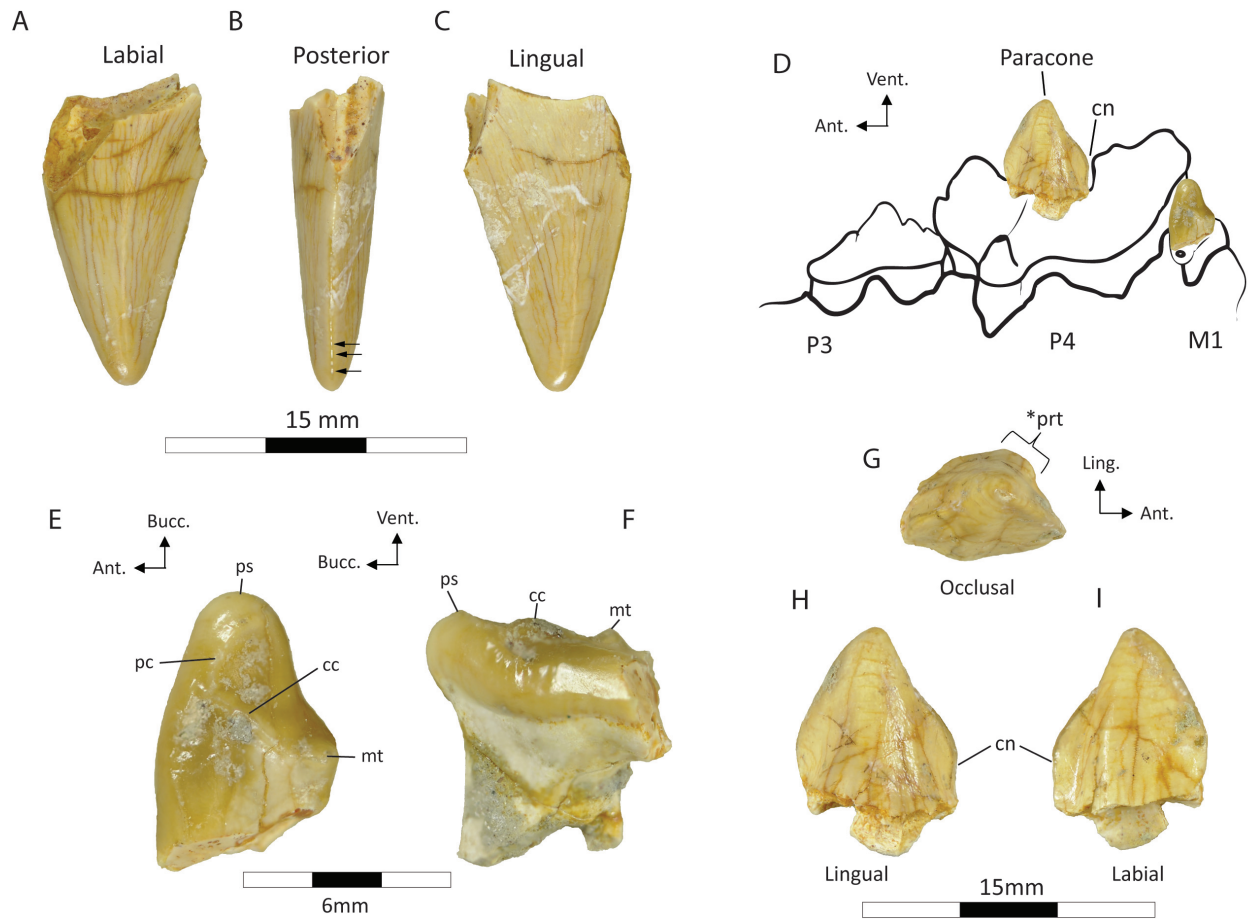 A
B
C
Labial
Posterior
Lingual
15 mm
D
Paracone
Vent.
Ant.
cn
P3
P4
M1
*prt
G
Ling.
Ant.
Occlusal
E
Bucc.
Ant.
ps
pc
cc
mt
6mm
Vent.
F
Bucc.
ps
cc
mt
H
I
cn
Lingual
Labial
15mm